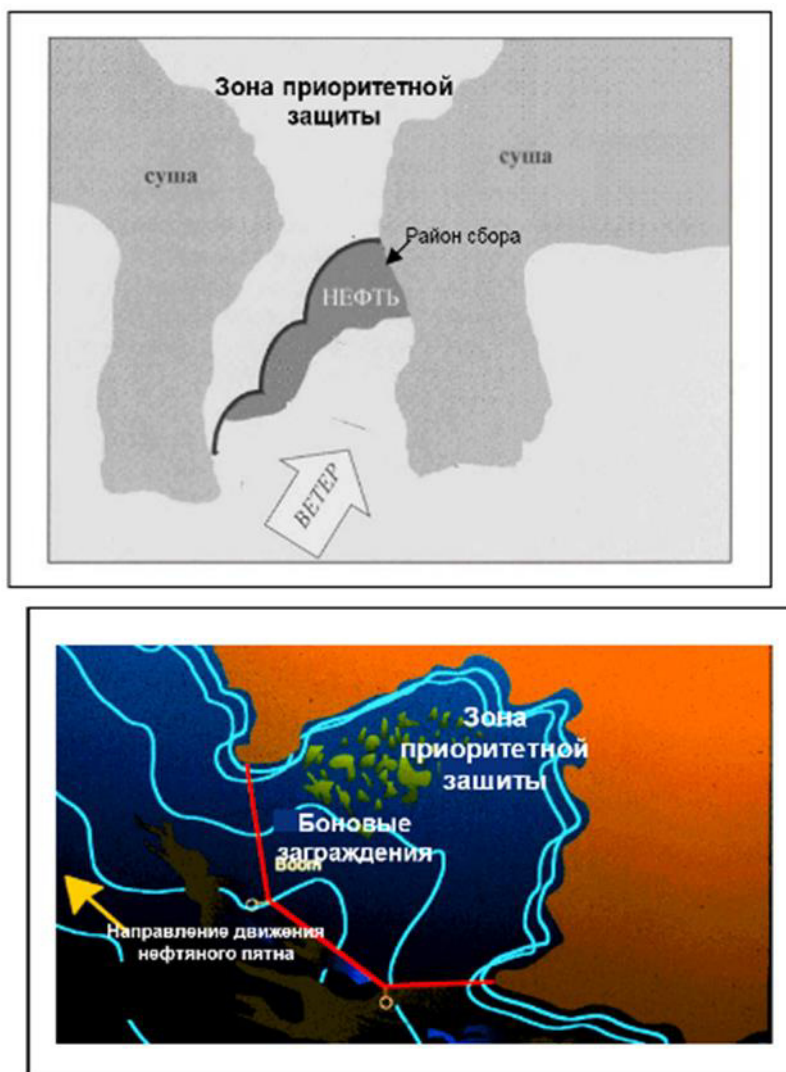 Зона приоритетной
защиты
суша
суша
Район сбора
НЕФТЬ
ВЕТЕР
Зона
приоритетной
зашиты
Боновые
заграждения
Boom
Направление движения
нефтяного пятна